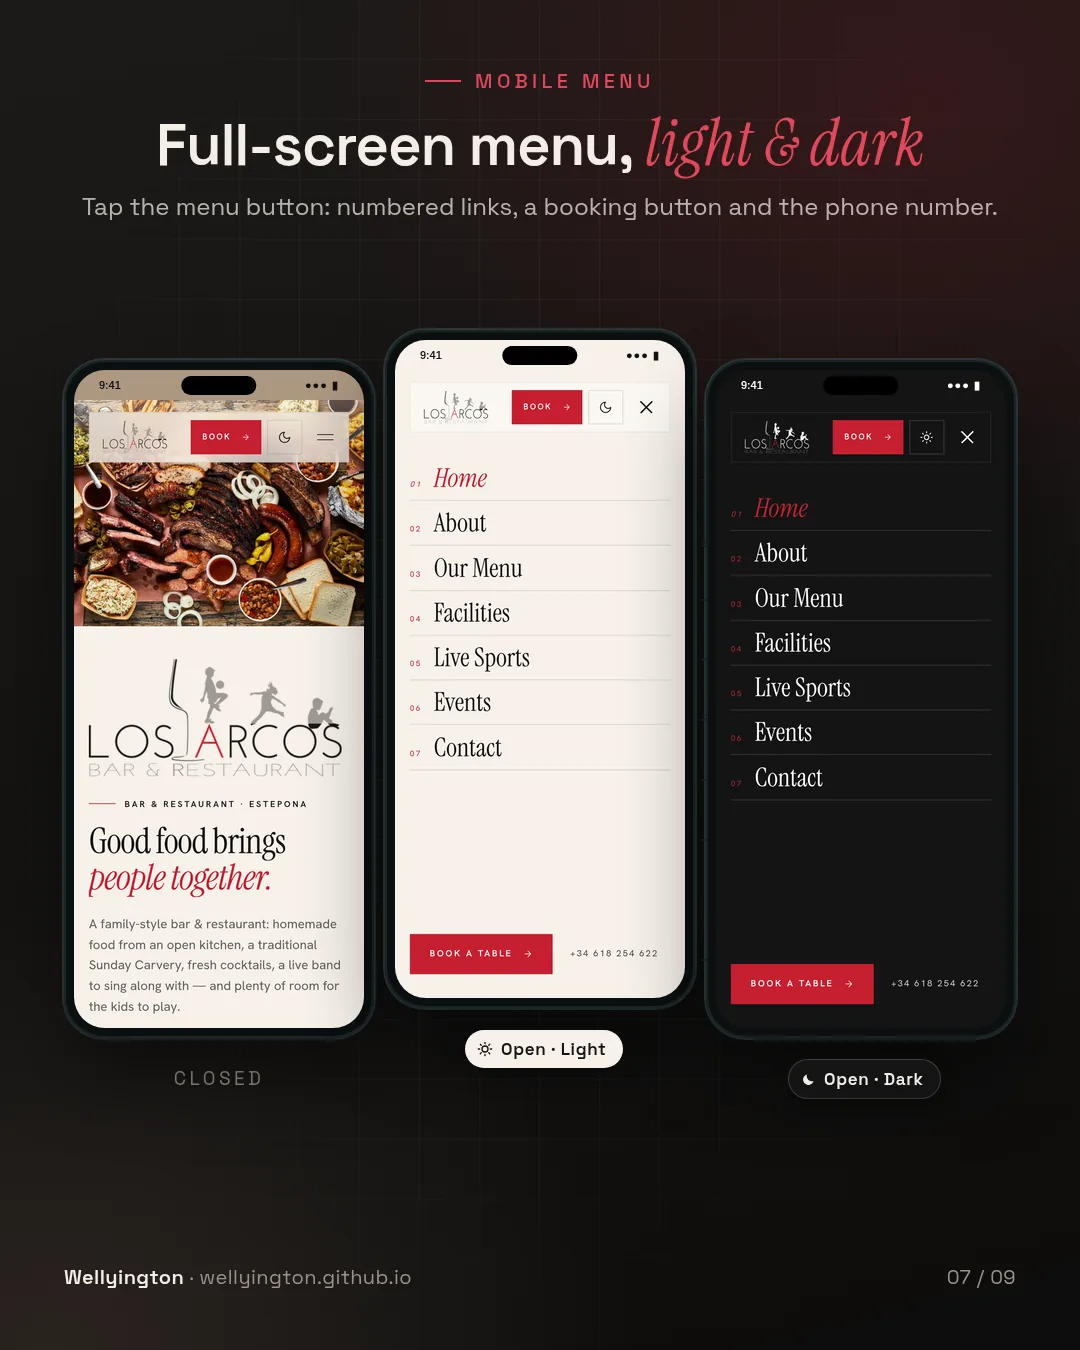 MOBILE MENU
Full-screen menu, light & dark
Tap the menu button: numbered links, a booking button and the phone number.
9:41
LOS ARCOS
BAR & RESTAURANT
BOOK →
LOS ARCOS
BAR & RESTAURANT
BAR & RESTAURANT · ESTEPONA
Good food brings
people together.
A family-style bar & restaurant: homemade
food from an open kitchen, a traditional
Sunday Carvery, fresh cocktails, a live band
to sing along with — and plenty of room for
the kids to play.
CLOSED
9:41
LOS ARCOS
BAR & RESTAURANT
BOOK →
01 Home
02 About
03 Our Menu
04 Facilities
05 Live Sports
06 Events
07 Contact
BOOK A TABLE → +34 618 254 622
Open · Light
9:41
LOS ARCOS
BAR & RESTAURANT
BOOK →
01 Home
02 About
03 Our Menu
04 Facilities
05 Live Sports
06 Events
07 Contact
BOOK A TABLE → +34 618 254 622
Open · Dark
Wellyington · wellyington.github.io
07 / 09